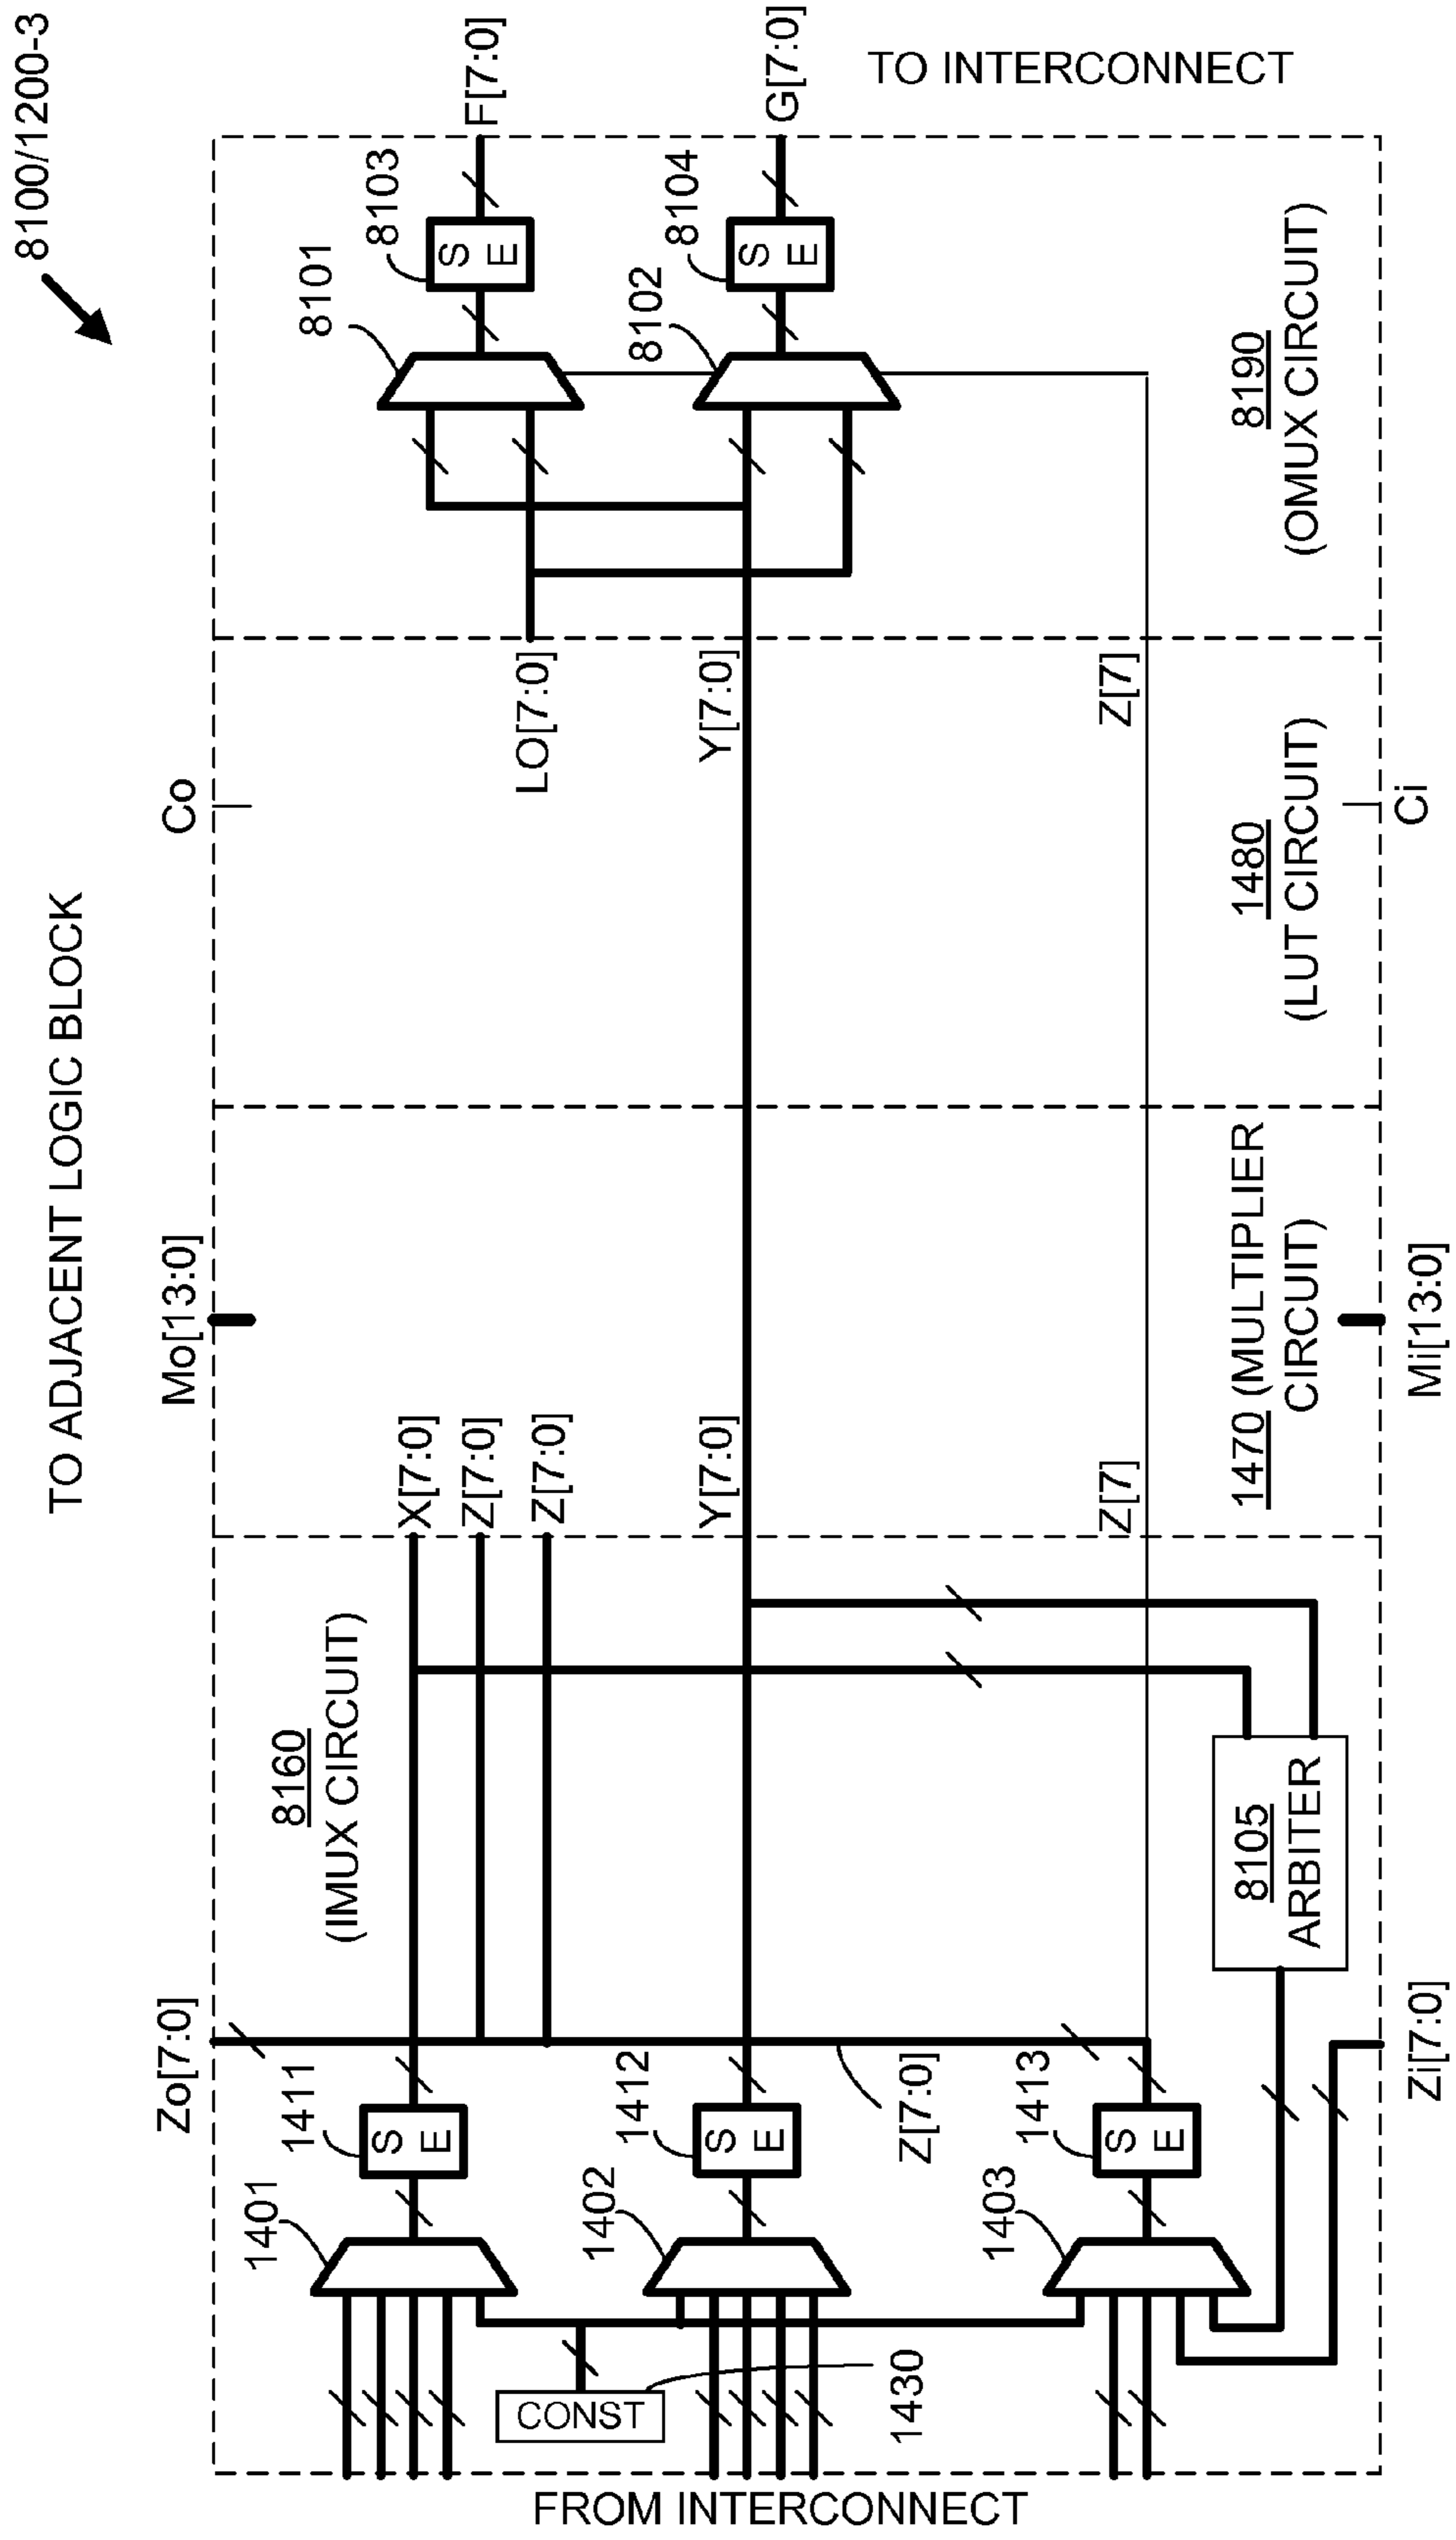 8100/1200-3
TO ADJACENT LOGIC BLOCK
Zo[7:0]
Mo[13:0]
Co
1401
1411
8160
(IMUX CIRCUIT)
S
E
X[7:0]
Z[7:0]
Z[7:0]
LO[7:0]
8101
8103
S
E
F[7:0]
CONST
1430
1402
1412
S
E
Y[7:0]
Y[7:0]
8102
8104
S
E
G[7:0]
Z[7:0]
1403
1413
S
E
Z[7]
Z[7]
8105
ARBITER
1470 (MULTIPLIER
CIRCUIT)
1480
(LUT CIRCUIT)
8190
(OMUX CIRCUIT)
FROM INTERCONNECT
TO INTERCONNECT
Zi[7:0]
Mi[13:0]
Ci